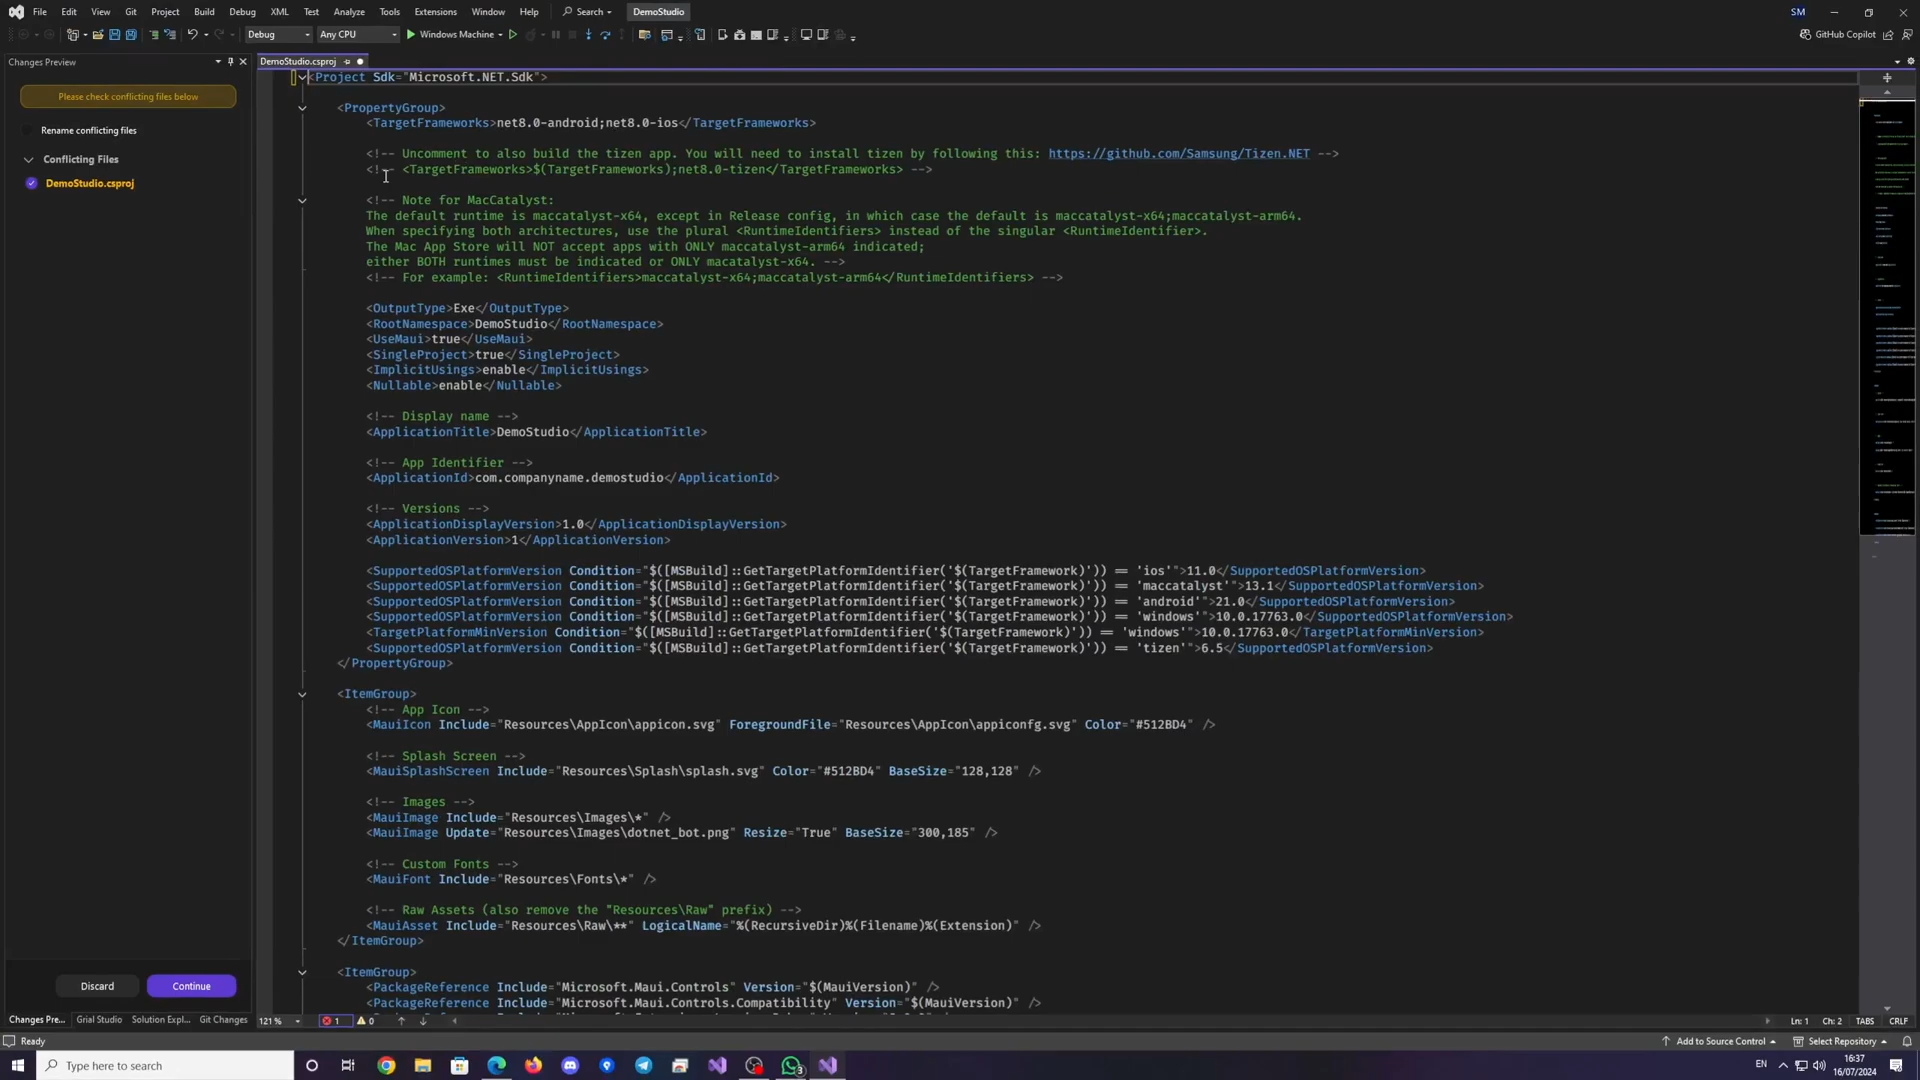 File Edit View Git Project Build Debug XML Test Analyze Tools Extensions Window Help Search DemoStudio SM
Debug Any CPU Windows Machine GitHub Copilot
Changes Preview
DemoStudio.csproj
Please check conflicting files below
Rename conflicting files
Conflicting Files
DemoStudio.csproj
<Project Sdk="Microsoft.NET.Sdk">
<PropertyGroup>
<TargetFrameworks>net8.0-android;net8.0-ios</TargetFrameworks>
<!-- Uncomment to also build the tizen app. You will need to install tizen by following this: https://github.com/Samsung/Tizen.NET -->
<!-- <TargetFrameworks>$(TargetFrameworks);net8.0-tizen</TargetFrameworks> -->
<!-- Note for MacCatalyst:
The default runtime is maccatalyst-x64, except in Release config, in which case the default is maccatalyst-x64;maccatalyst-arm64.
When specifying both architectures, use the plural <RuntimeIdentifiers> instead of the singular <RuntimeIdentifier>.
The Mac App Store will NOT accept apps with ONLY maccatalyst-arm64 indicated;
either BOTH runtimes must be indicated or ONLY maccatalyst-x64. -->
<!-- For example: <RuntimeIdentifiers>maccatalyst-x64;maccatalyst-arm64</RuntimeIdentifiers> -->
<OutputType>Exe</OutputType>
<RootNamespace>DemoStudio</RootNamespace>
<UseMaui>true</UseMaui>
<SingleProject>true</SingleProject>
<ImplicitUsings>enable</ImplicitUsings>
<Nullable>enable</Nullable>
<!-- Display name -->
<ApplicationTitle>DemoStudio</ApplicationTitle>
<!-- App Identifier -->
<ApplicationId>com.companyname.demostudio</ApplicationId>
<!-- Versions -->
<ApplicationDisplayVersion>1.0</ApplicationDisplayVersion>
<ApplicationVersion>1</ApplicationVersion>
<SupportedOSPlatformVersion Condition="$([MSBuild]::GetTargetPlatformIdentifier('$(TargetFramework)')) == 'ios'">11.0</SupportedOSPlatformVersion>
<SupportedOSPlatformVersion Condition="$([MSBuild]::GetTargetPlatformIdentifier('$(TargetFramework)')) == 'maccatalyst'">13.1</SupportedOSPlatformVersion>
<SupportedOSPlatformVersion Condition="$([MSBuild]::GetTargetPlatformIdentifier('$(TargetFramework)')) == 'android'">21.0</SupportedOSPlatformVersion>
<SupportedOSPlatformVersion Condition="$([MSBuild]::GetTargetPlatformIdentifier('$(TargetFramework)')) == 'windows'">10.0.17763.0</SupportedOSPlatformVersion>
<TargetPlatformMinVersion Condition="$([MSBuild]::GetTargetPlatformIdentifier('$(TargetFramework)')) == 'windows'">10.0.17763.0</TargetPlatformMinVersion>
<SupportedOSPlatformVersion Condition="$([MSBuild]::GetTargetPlatformIdentifier('$(TargetFramework)')) == 'tizen'">6.5</SupportedOSPlatformVersion>
</PropertyGroup>
<ItemGroup>
<!-- App Icon -->
<MauiIcon Include="Resources\AppIcon\appicon.svg" ForegroundFile="Resources\AppIcon\appiconfg.svg" Color="#512BD4" />
<!-- Splash Screen -->
<MauiSplashScreen Include="Resources\Splash\splash.svg" Color="#512BD4" BaseSize="128,128" />
<!-- Images -->
<MauiImage Include="Resources\Images\*" />
<MauiImage Update="Resources\Images\dotnet_bot.png" Resize="True" BaseSize="300,185" />
<!-- Custom Fonts -->
<MauiFont Include="Resources\Fonts\*" />
<!-- Raw Assets (also remove the "Resources\Raw" prefix) -->
<MauiAsset Include="Resources\Raw\**" LogicalName="%(RecursiveDir)%(Filename)%(Extension)" />
</ItemGroup>
<ItemGroup>
<PackageReference Include="Microsoft.Maui.Controls" Version="$(MauiVersion)" />
<PackageReference Include="Microsoft.Maui.Controls.Compatibility" Version="$(MauiVersion)" />
Discard Continue
Changes Pre... Grial Studio Solution Expl... Git Changes
121 % 1 0 Ln: 1 Ch: 2 TABS CRLF
Ready Add to Source Control Select Repository
Type here to search 3 EN 16:37
16/07/2024